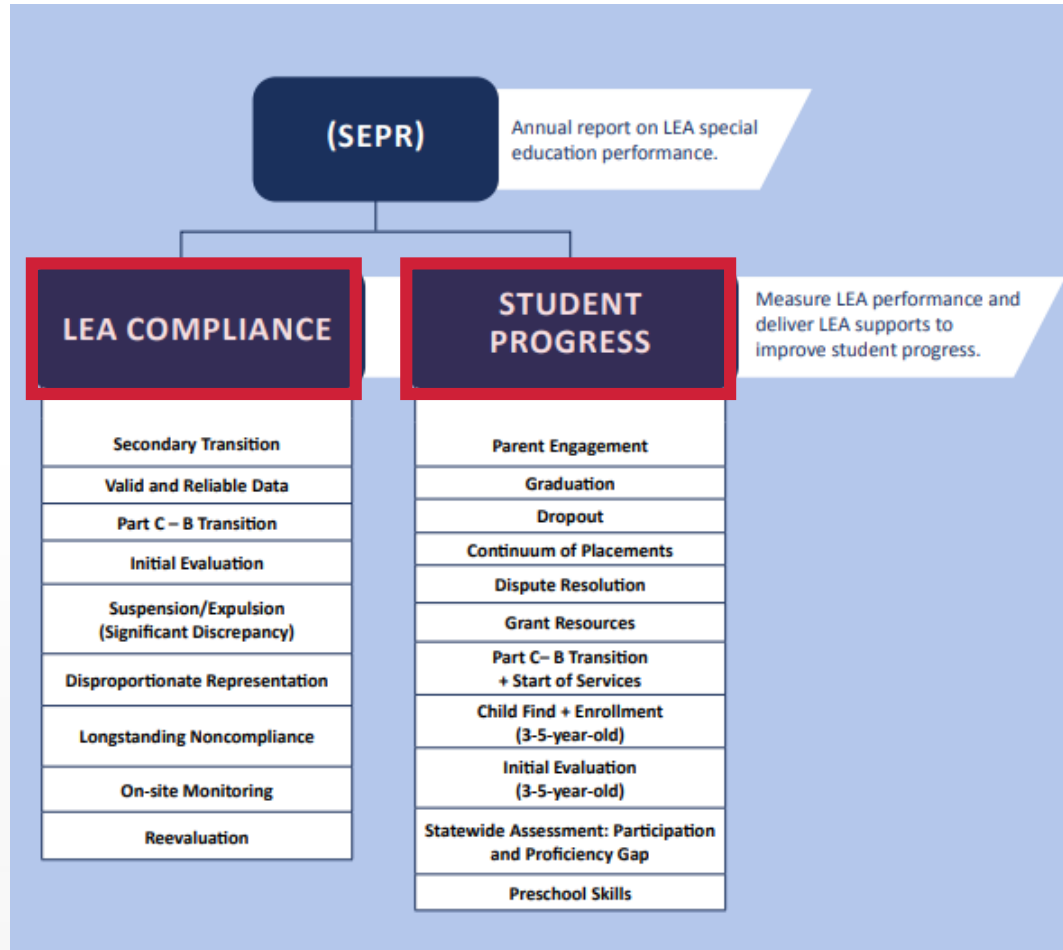 (SEPR)
Annual report on LEA special
education performance.
LEA COMPLIANCE
STUDENT
PROGRESS
Measure LEA performance and
deliver LEA supports to
improve student progress.
Secondary Transition
Valid and Reliable Data
Part C – B Transition
Initial Evaluation
Suspension/Expulsion
(Significant Discrepancy)
Disproportionate Representation
Longstanding Noncompliance
On-site Monitoring
Reevaluation
Parent Engagement
Graduation
Dropout
Continuum of Placements
Dispute Resolution
Grant Resources
Part C– B Transition
+ Start of Services
Child Find + Enrollment
(3-5-year-old)
Initial Evaluation
(3-5-year-old)
Statewide Assessment: Participation
and Proficiency Gap
Preschool Skills